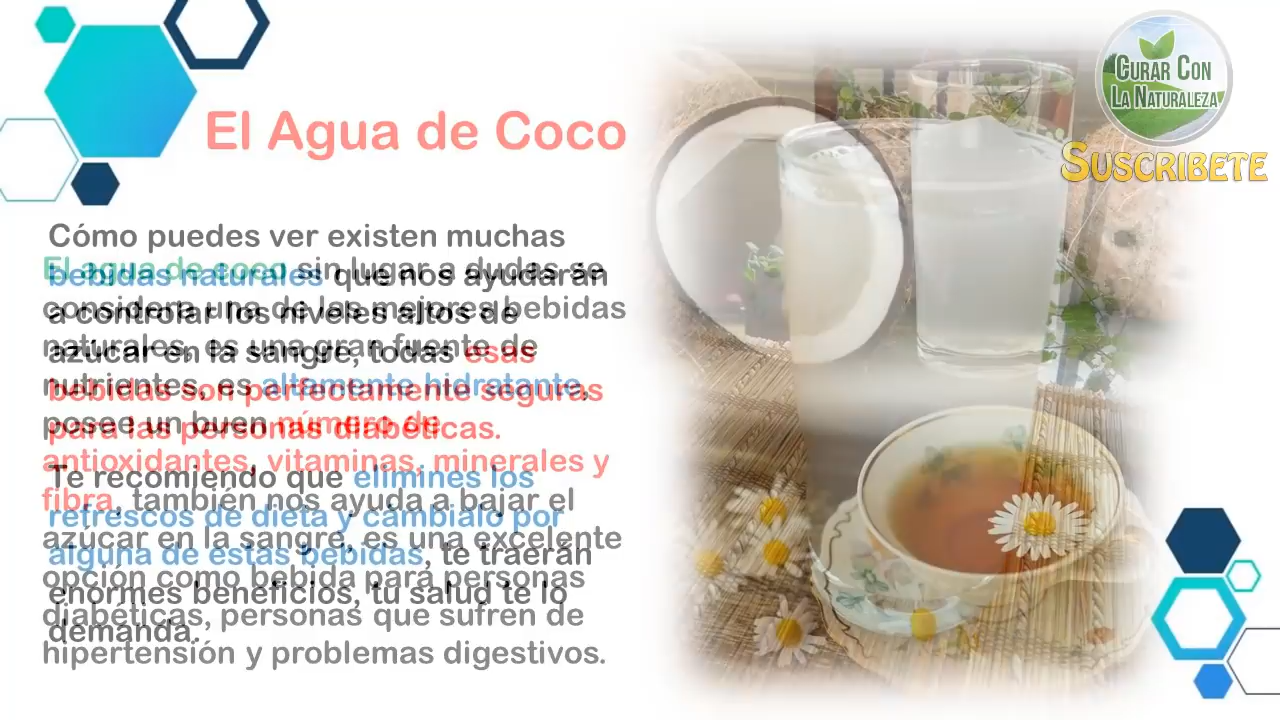 El Agua de Coco
CURAR CON
LA NATURALEZA
SUSCRIBETE
Cómo puedes ver existen muchas
bebidas naturales que nos ayudarán
a controlar los niveles altos de
azúcar en la sangre, todas esas
bebidas son perfectamente seguras
para las personas diabéticas.
Te recomiendo que elimines los
refrescos de dieta y cámbialo por
alguna de estas bebidas, te traerán
enormes beneficios, tu salud te lo
demanda.
El agua de coco sin lugar a dudas se
considera una de las mejores bebidas
naturales, es una gran fuente de
nutrientes, es altamente hidratante,
posee un buen número de
antioxidantes, vitaminas, minerales y
fibra, también nos ayuda a bajar el
azúcar en la sangre, es una excelente
opción como bebida para personas
diabéticas, personas que sufren de
hipertensión y problemas digestivos.